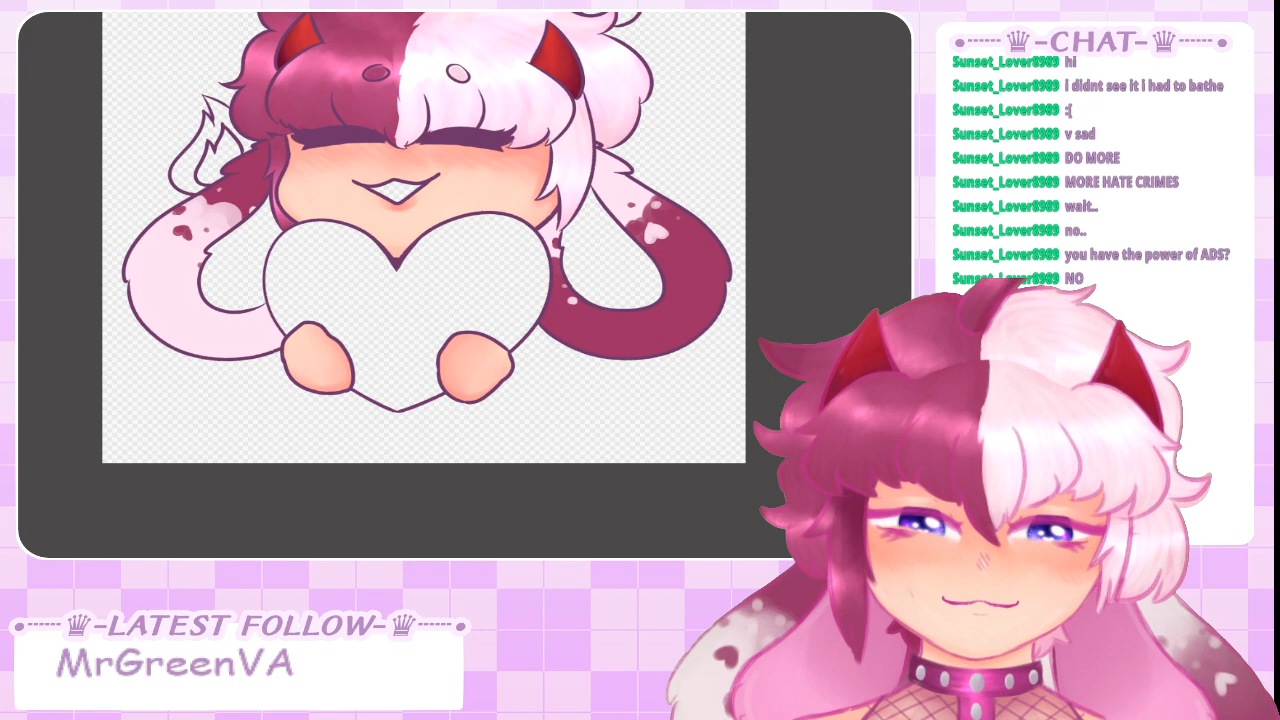 -CHAT-
Sunset_Lover8989 hi
Sunset_Lover8989 i didnt see it i had to bathe
Sunset_Lover8989 :[
Sunset_Lover8989 v sad
Sunset_Lover8989 DO MORE
Sunset_Lover8989 MORE HATE CRIMES
Sunset_Lover8989 wait..
Sunset_Lover8989 no..
Sunset_Lover8989 you have the power of ADS?
Sunset_Lover8989 NO
-LATEST FOLLOW-
MrGreenVA